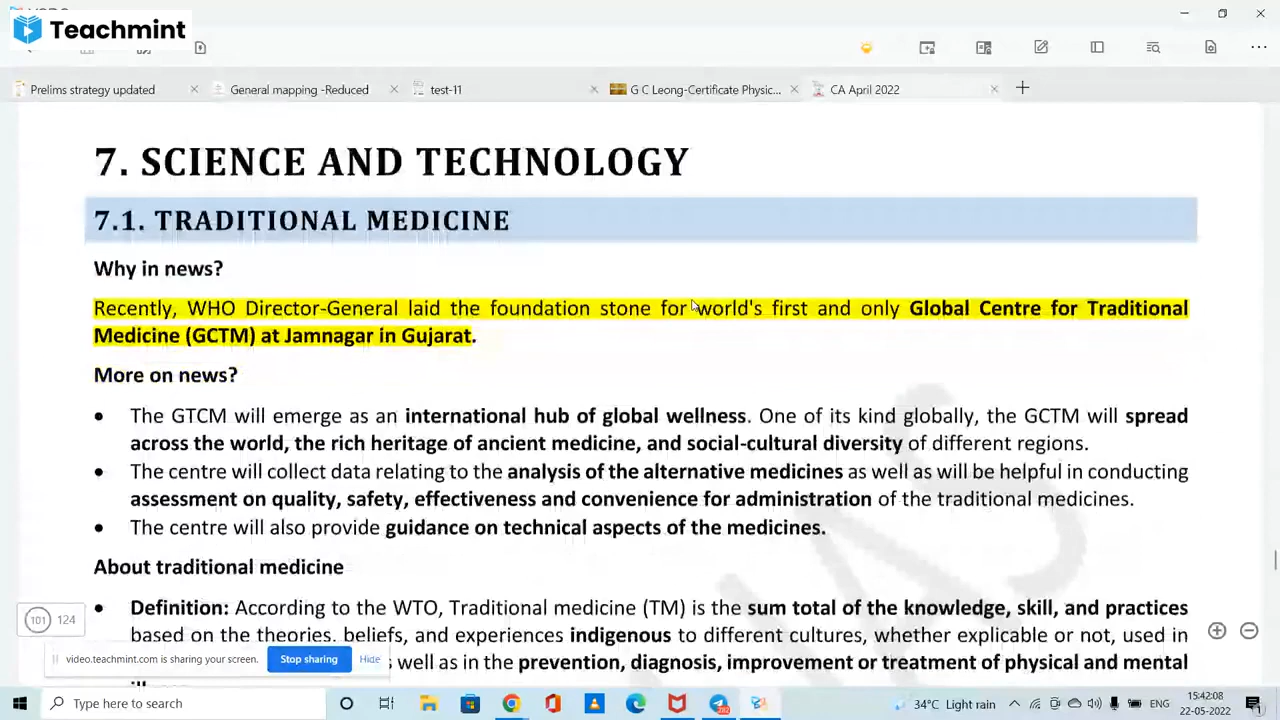 Teachmint
Prelims strategy updated
General mapping -Reduced
test-11
G C Leong-Certificate Physic...
CA April 2022
7. SCIENCE AND TECHNOLOGY
7.1. TRADITIONAL MEDICINE
Why in news?
Recently, WHO Director-General laid the foundation stone for world's first and only Global Centre for Traditional
Medicine (GCTM) at Jamnagar in Gujarat.
More on news?
• The GTCM will emerge as an international hub of global wellness. One of its kind globally, the GCTM will spread
across the world, the rich heritage of ancient medicine, and social-cultural diversity of different regions.
• The centre will collect data relating to the analysis of the alternative medicines as well as will be helpful in conducting
assessment on quality, safety, effectiveness and convenience for administration of the traditional medicines.
• The centre will also provide guidance on technical aspects of the medicines.
About traditional medicine
• Definition: According to the WTO, Traditional medicine (TM) is the sum total of the knowledge, skill, and practices
based on the theories, beliefs, and experiences indigenous to different cultures, whether explicable or not, used in
well as in the prevention, diagnosis, improvement or treatment of physical and mental
101 124
video.teachmint.com is sharing your screen. Stop sharing Hide
Type here to search
34°C Light rain
ENG
15:42:08
22-05-2022